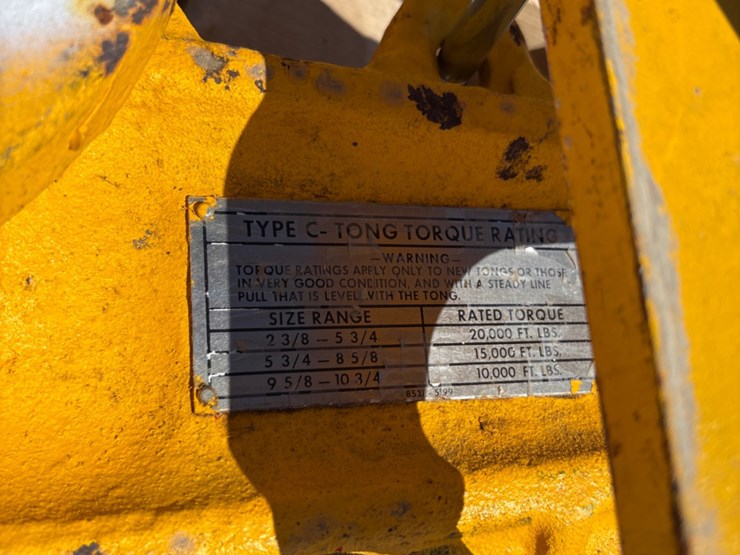 TYPE C- TONG TORQUE RATING
—WARNING—
TORQUE RATINGS APPLY ONLY TO NEW TONGS OR THOSE
IN VERY GOOD CONDITION, AND WITH A STEADY LINE
PULL THAT IS LEVEL WITH THE TONG.
SIZE RANGE RATED TORQUE
2 3/8 – 5 3/4 20,000 FT. LBS.
5 3/4 – 8 5/8 15,000 FT. LBS.
9 5/8 – 10 3/4 10,000 FT. LBS.